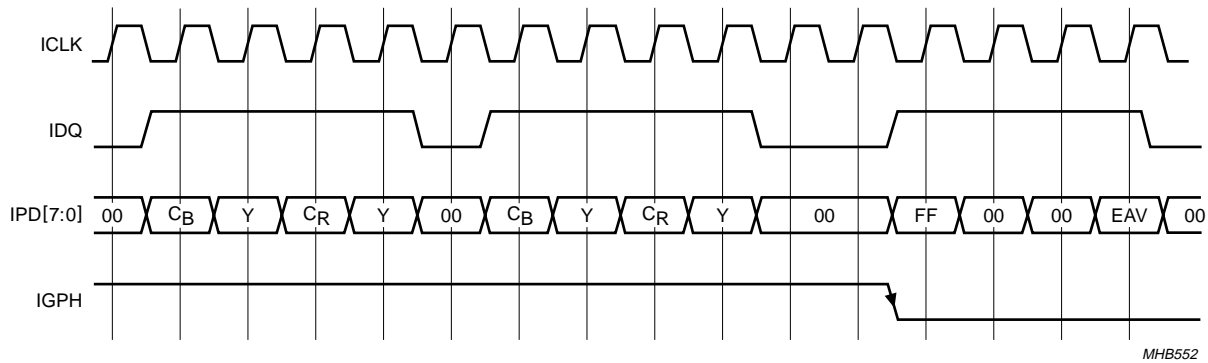 ICLK
IDQ
IPD[7:0] 00 CB Y CR Y 00 CB Y CR Y 00 FF 00 00 EAV 00
IGPH
MHB552